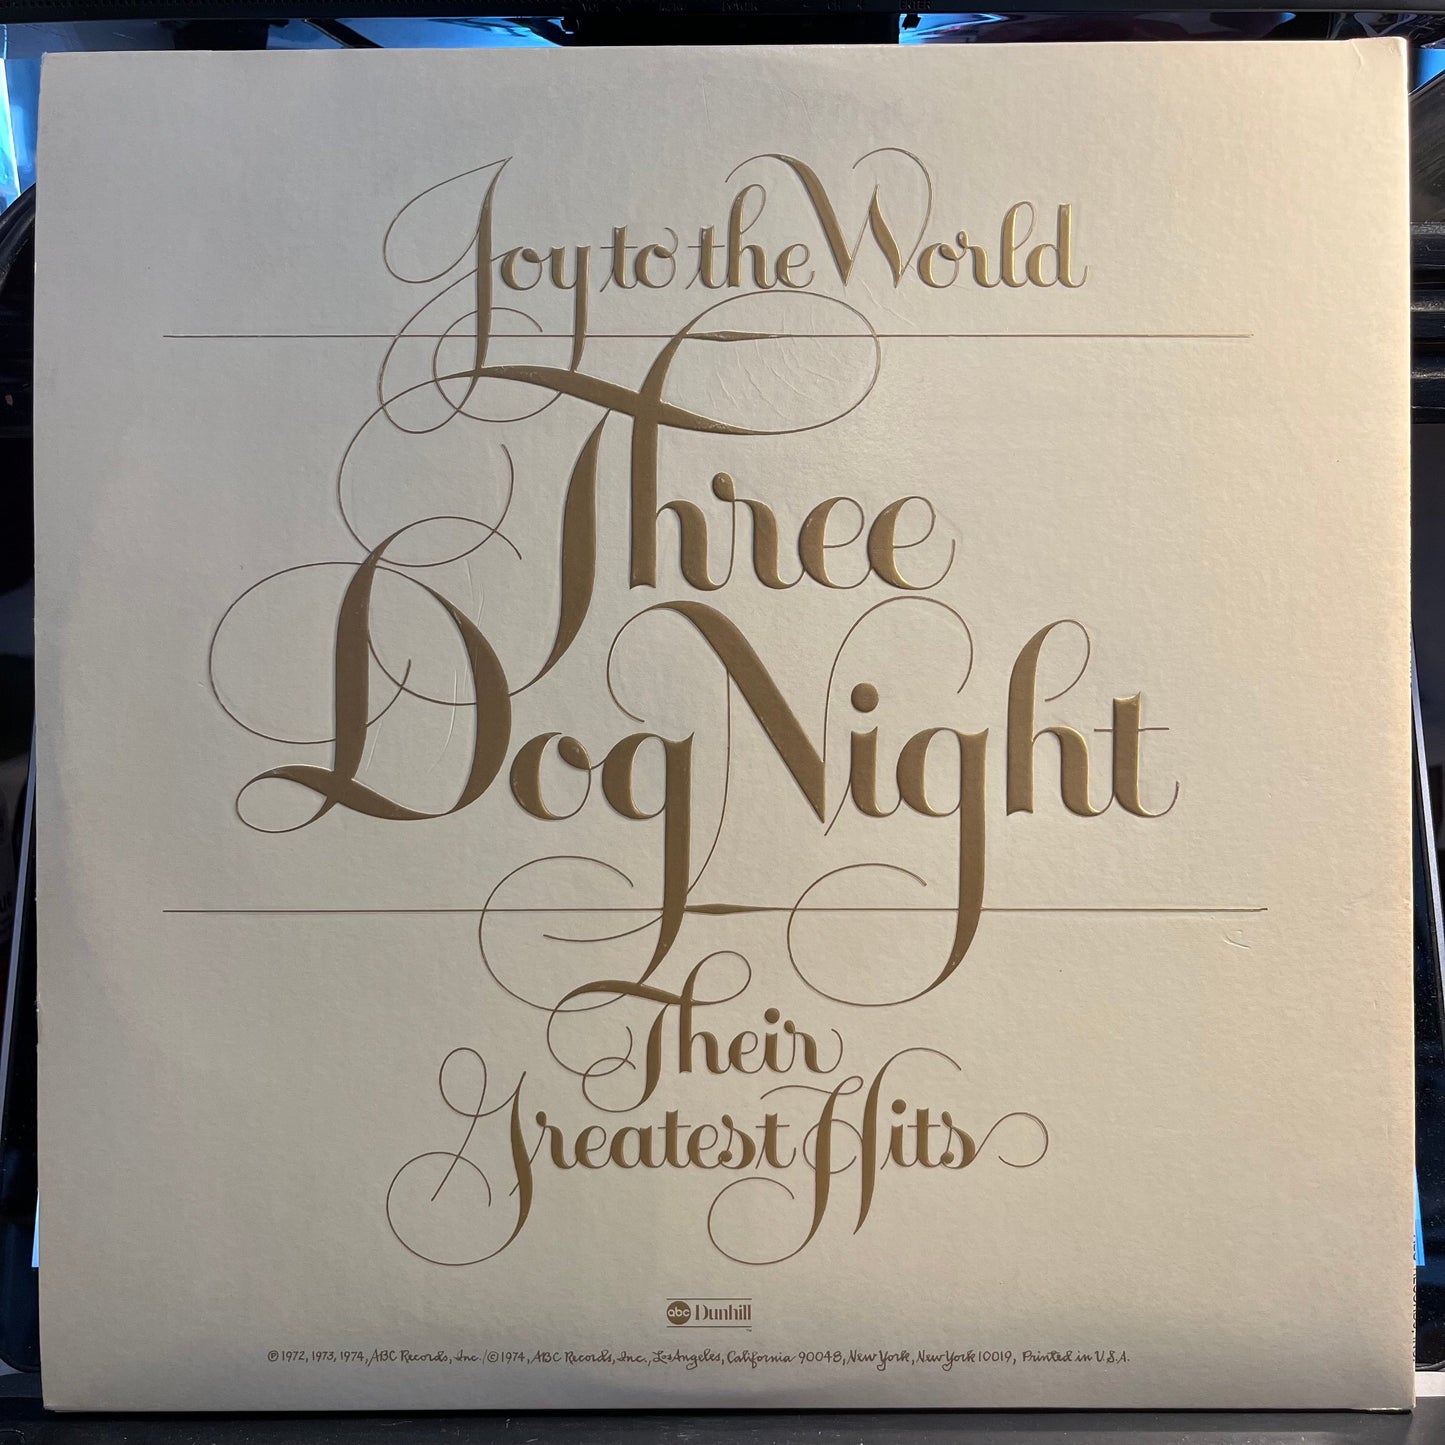 Joy to the World
Three
Dog Night
Their
Greatest Hits
abc Dunhill
™
℗ 1972, 1973, 1974, ABC Records, Inc. / © 1974, ABC Records, Inc., Los Angeles, California 90048, New York, New York 10019, Printed in U.S.A.